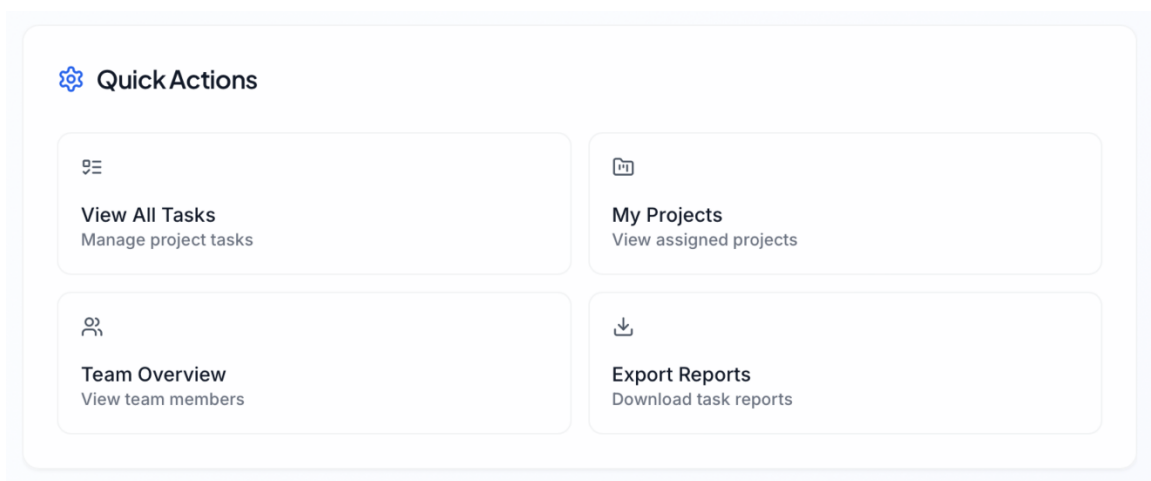 Quick Actions
View All Tasks
Manage project tasks
My Projects
View assigned projects
Team Overview
View team members
Export Reports
Download task reports